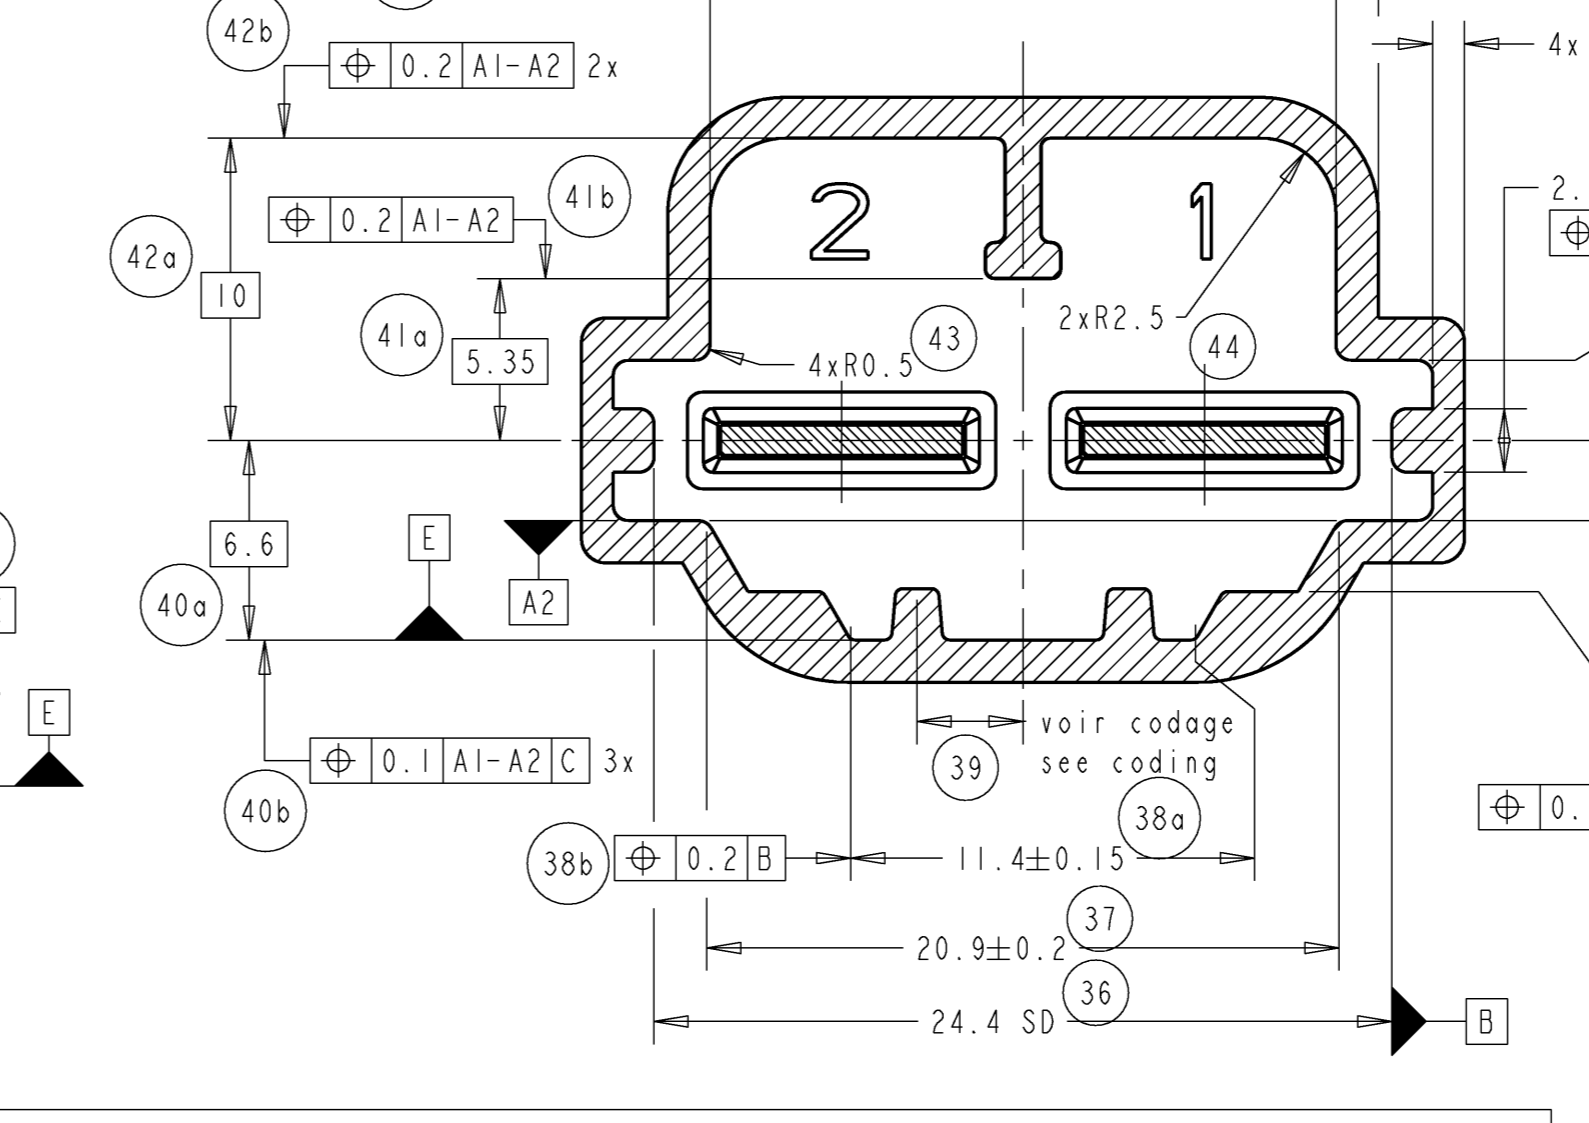 42b
⌖ 0.2 A1-A2 2x
4x
2
1
41b
⌖ 0.2 A1-A2
2.
⌖
42a
10
41a
5.35
2xR2.5
43
44
4xR0.5
E
6.6
A2
40a
E
voir codage
see coding
39
⌖ 0.1 A1-A2 C 3x
40b
38a
⌖ 0.
38b
⌖ 0.2 B
11.4±0.15
37
20.9±0.2
36
24.4 SD
B